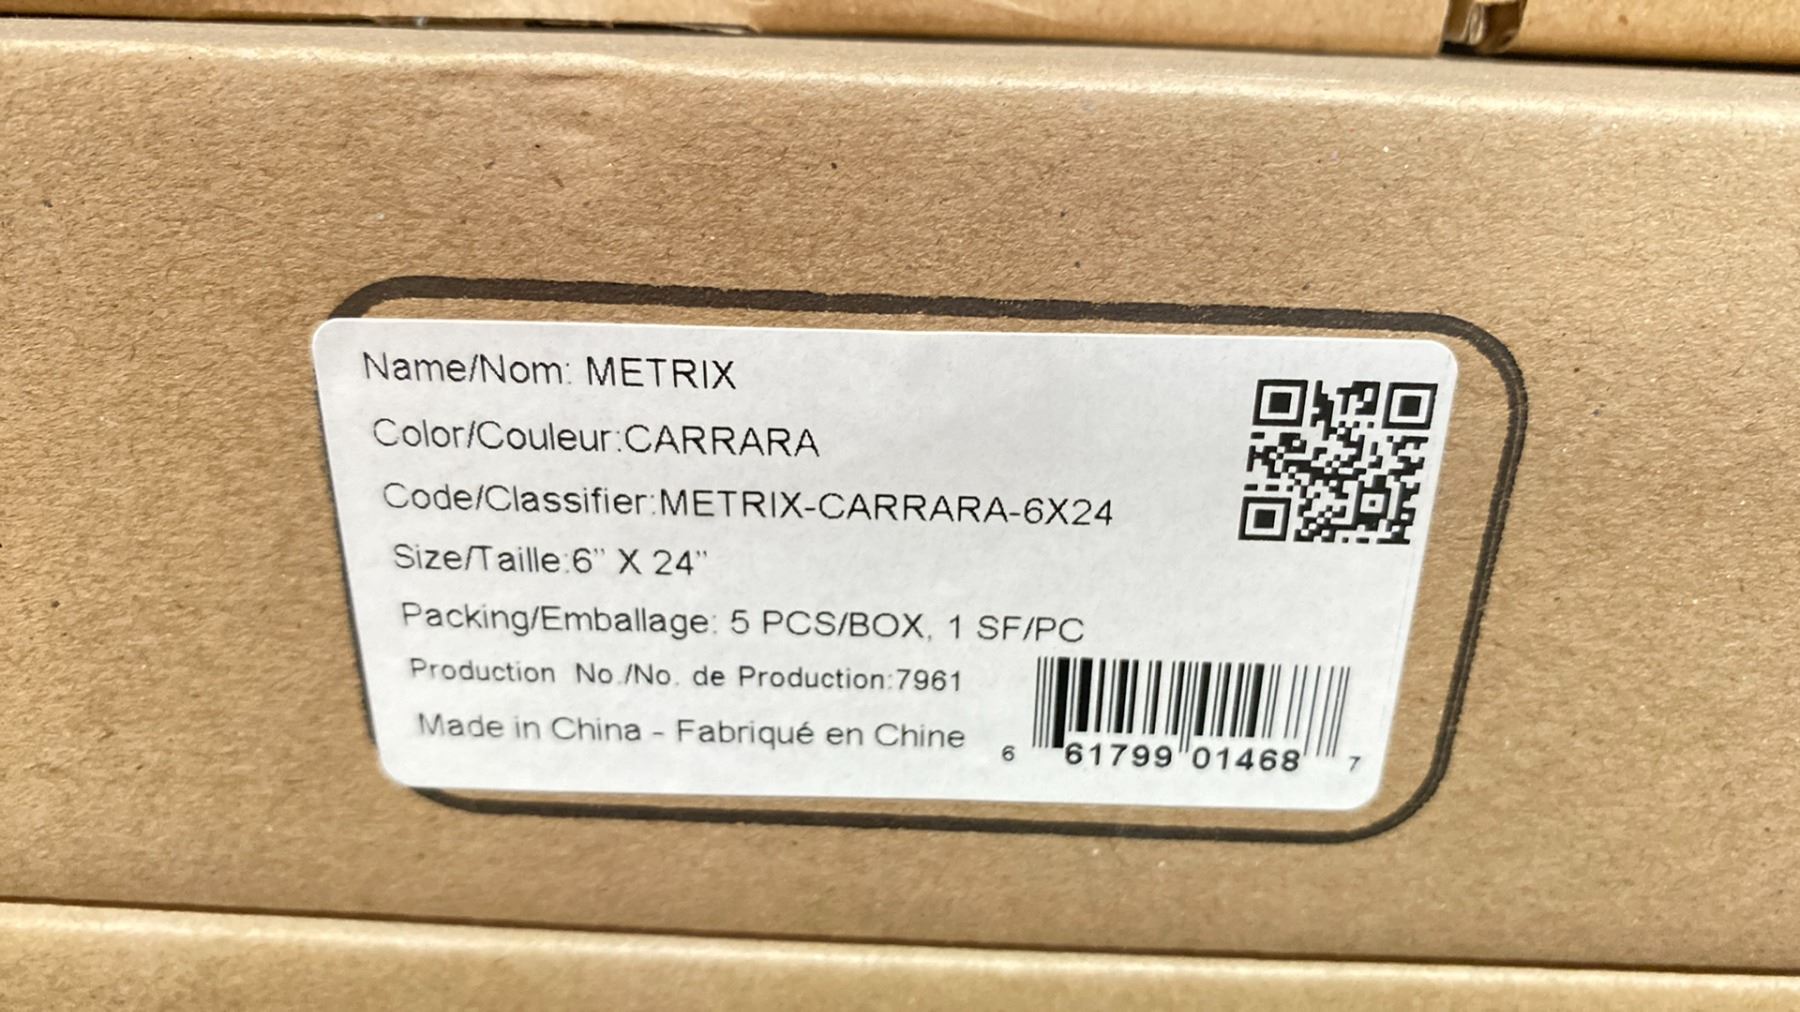 Name/Nom: METRIX
Color/Couleur:CARRARA
Code/Classifier:METRIX-CARRARA-6X24
Size/Taille:6” X 24”
Packing/Emballage: 5 PCS/BOX, 1 SF/PC
Production No./No. de Production:7961
Made in China - Fabriqué en Chine
6 61799 01468 7